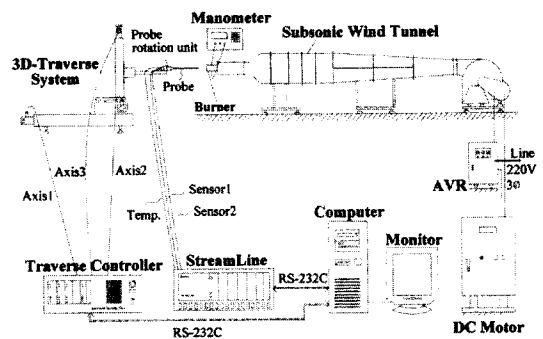 Manometer
Probe
rotation unit
Subsonic Wind Tunnel
3D-Traverse
System
Probe
Burner
Line
220V
3Ø
AVR
Axis3
Axis2
Axis1
Sensor1
Temp.
Sensor2
Computer
Monitor
Traverse Controller
StreamLine
RS-232C
RS-232C
DC Motor